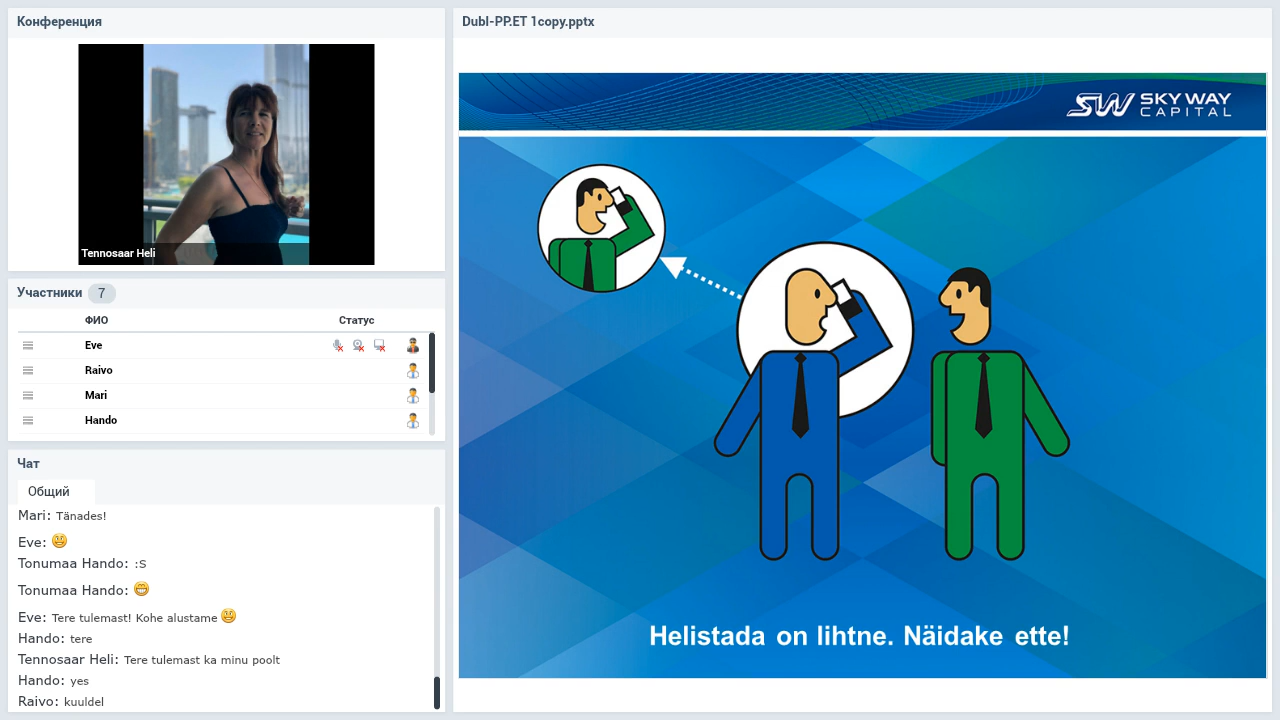 Конференция
Tennosaar Heli
Участники 7
ФИО Статус
Eve
Raivo
Mari
Hando
Чат
Общий
Mari: Tänades!
Eve:
Tonumaa Hando: :S
Tonumaa Hando:
Eve: Tere tulemast! Kohe alustame
Hando: tere
Tennosaar Heli: Tere tulemast ka minu poolt
Hando: yes
Raivo: kuuldel
Dubl-PP.ET 1copy.pptx
SW SKY WAY
CAPITAL
Helistada on lihtne. Näidake ette!